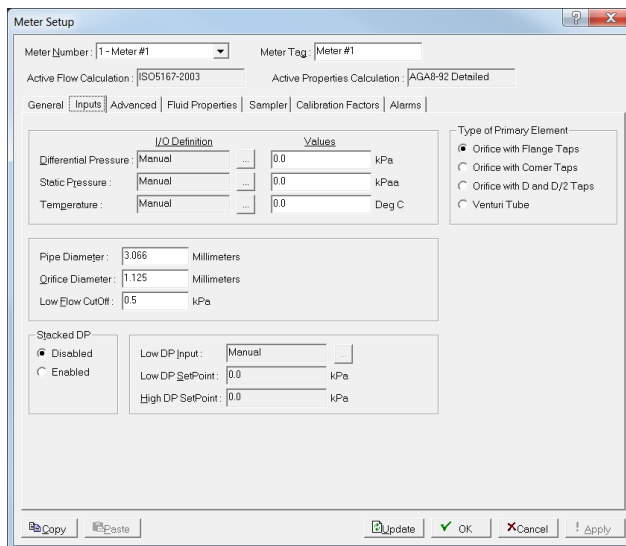 Meter Setup
Meter Number : 1 - Meter #1 Meter Tag : Meter #1
Active Flow Calculation : ISO5167-2003 Active Properties Calculation : AGA8-92 Detailed
General Inputs Advanced Fluid Properties Sampler Calibration Factors Alarms
I/O Definition Values
Differential Pressure : Manual ... 0.0 kPa
Static Pressure : Manual ... 0.0 kPaa
Temperature : Manual ... 0.0 Deg C
Type of Primary Element
Orifice with Flange Taps
Orifice with Corner Taps
Orifice with D and D/2 Taps
Venturi Tube
Pipe Diameter : 3.066 Millimeters
Orifice Diameter : 1.125 Millimeters
Low Flow CutOff : 0.5 kPa
Stacked DP
Disabled
Enabled
Low DP Input : Manual ...
Low DP SetPoint : 0.0 kPa
High DP SetPoint : 0.0 kPa
Copy Paste Update OK Cancel ! Apply